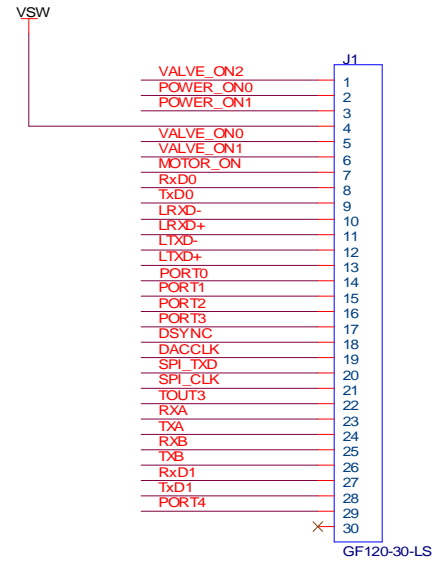 VSW
J1
VALVE_ON2 1
POWER_ON0 2
POWER_ON1 3
4
VALVE_ON0 5
VALVE_ON1 6
MOTOR_ON 7
RxD0 8
TxD0 9
LRXD- 10
LRXD+ 11
LTXD- 12
LTXD+ 13
PORT0 14
PORT1 15
PORT2 16
PORT3 17
DSYNC 18
DACCLK 19
SPI_TXD 20
SPI_CLK 21
TOUT3 22
RXA 23
TXA 24
RXB 25
TXB 26
RxD1 27
TxD1 28
PORT4 29
30
GF120-30-LS